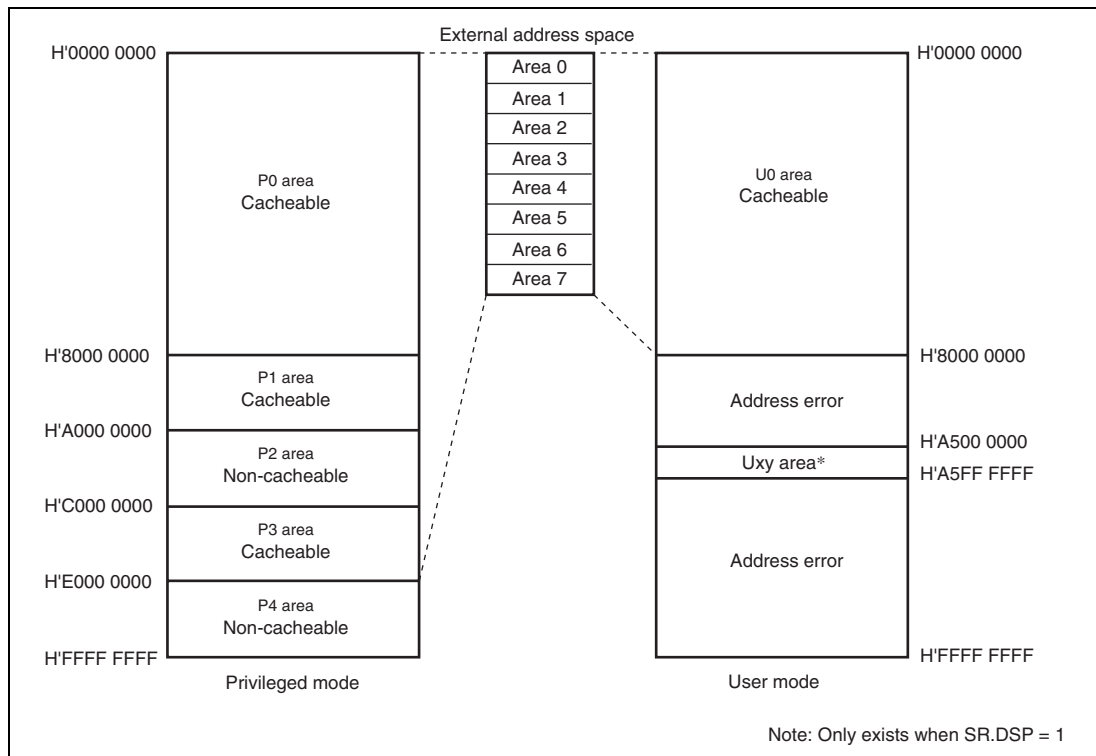 External address space
H'0000 0000
H'0000 0000
Area 0
Area 1
Area 2
Area 3
Area 4
Area 5
Area 6
Area 7
P0 area
Cacheable
U0 area
Cacheable
H'8000 0000
H'8000 0000
P1 area
Cacheable
Address error
H'A000 0000
H'A500 0000
P2 area
Non-cacheable
Uxy area*
H'A5FF FFFF
H'C000 0000
P3 area
Cacheable
Address error
H'E000 0000
P4 area
Non-cacheable
H'FFFF FFFF
H'FFFF FFFF
Privileged mode
User mode
Note: Only exists when SR.DSP = 1